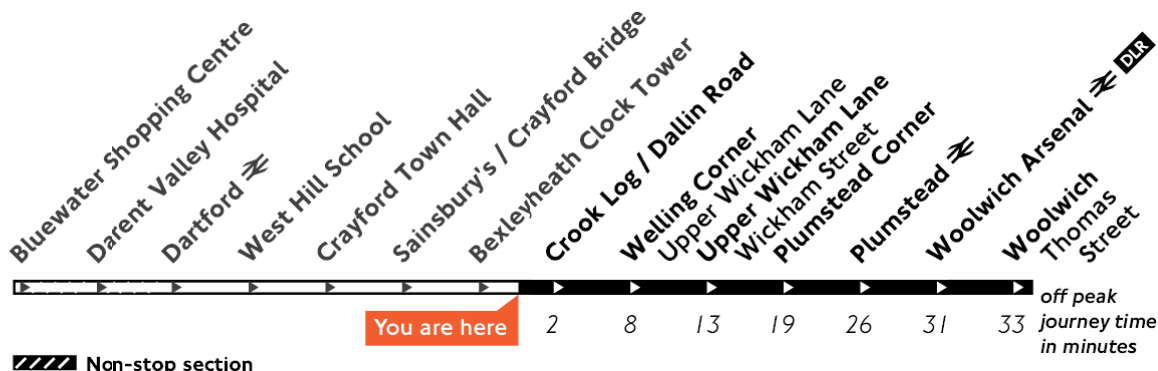 Bluewater Shopping Centre
Darent Valley Hospital
Dartford
West Hill School
Crayford Town Hall
Sainsbury's / Crayford Bridge
Bexleyheath Clock Tower
Crook Log / Dallin Road
Welling Corner
Upper Wickham Lane
Upper Wickham Lane
Wickham Street
Plumstead Corner
Plumstead
Woolwich Arsenal DLR
Woolwich
Thomas
Street
You are here
2 8 13 19 26 31 33
off peak
journey time
in minutes
Non-stop section